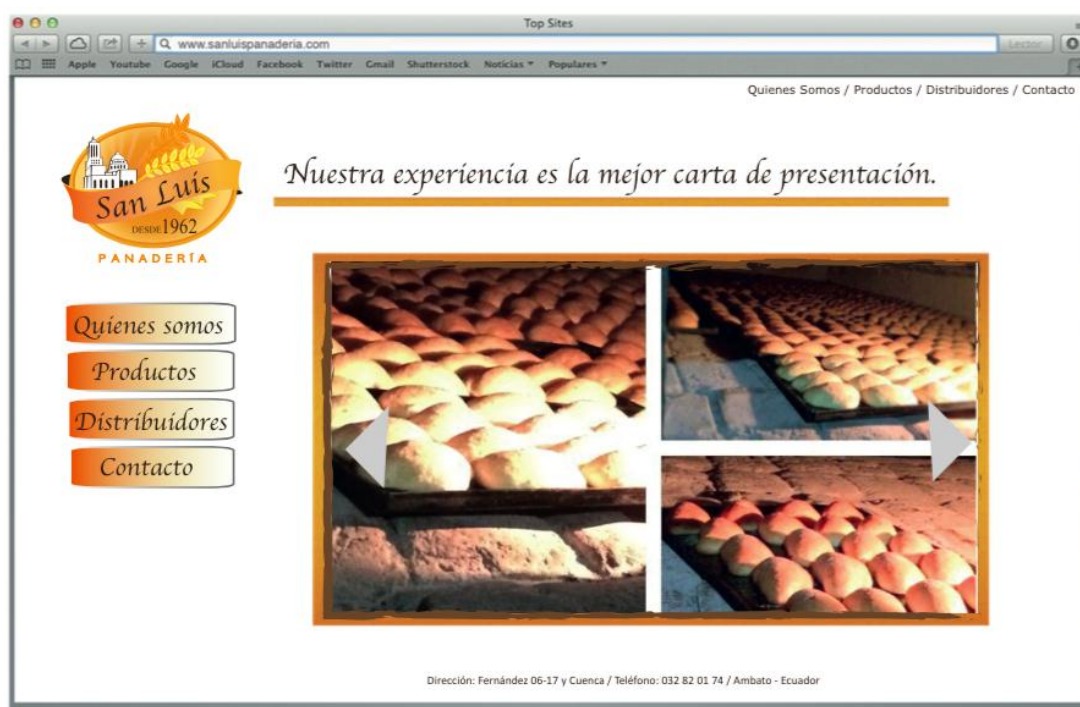 Top Sites
www.sanluispanaderia.com
Lector
Apple Youtube Google iCloud Facebook Twitter Gmail Shutterstock Noticias Populares
Quienes Somos / Productos / Distribuidores / Contacto
San Luis
DESDE 1962
PANADERÍA
Nuestra experiencia es la mejor carta de presentación.
Quienes somos
Productos
Distribuidores
Contacto
Dirección: Fernández 06-17 y Cuenca / Teléfono: 032 82 01 74 / Ambato - Ecuador